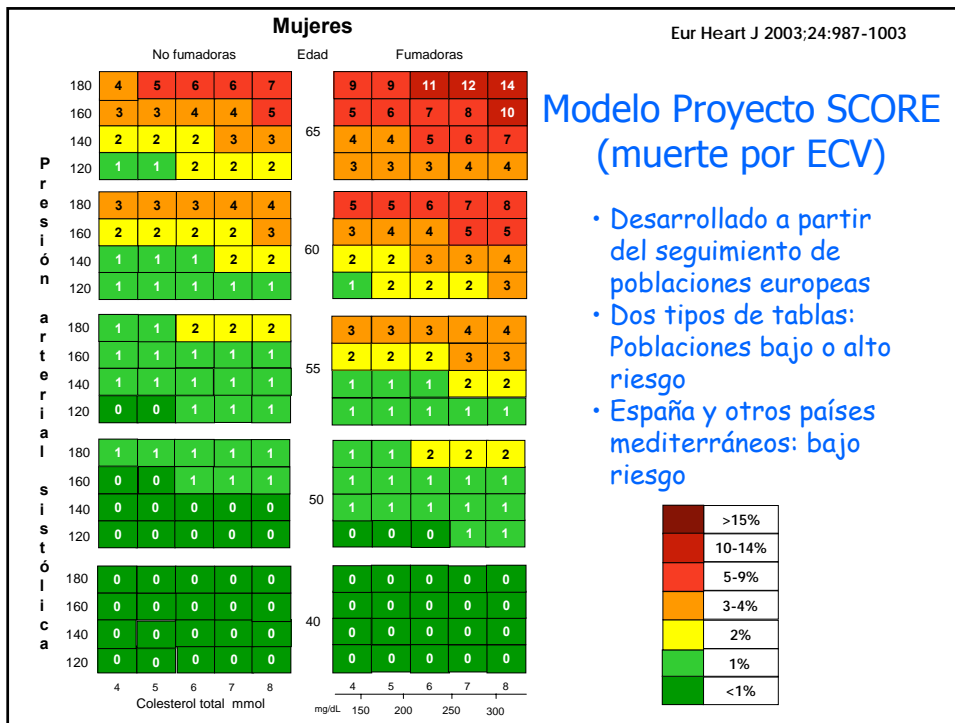 Mujeres
Eur Heart J 2003;24:987-1003
No fumadoras Edad Fumadoras
Presión arterial sistólica
180 4 5 6 6 7 9 9 11 12 14
160 3 3 4 4 5 5 6 7 8 10
65
140 2 2 2 3 3 4 4 5 6 7
120 1 1 2 2 2 3 3 3 4 4
180 3 3 3 4 4 5 5 6 7 8
160 2 2 2 2 3 3 4 4 5 5
60
140 1 1 1 2 2 2 2 3 3 4
120 1 1 1 1 1 1 2 2 2 3
180 1 1 2 2 2 3 3 3 4 4
160 1 1 1 1 1 2 2 2 3 3
55
140 1 1 1 1 1 1 1 1 2 2
120 0 0 1 1 1 1 1 1 1 1
180 1 1 1 1 1 1 1 2 2 2
160 0 0 1 1 1 1 1 1 1 1
50
140 0 0 0 0 0 1 1 1 1 1
120 0 0 0 0 0 0 0 0 1 1
180 0 0 0 0 0 0 0 0 0 0
160 0 0 0 0 0 0 0 0 0 0
40
140 0 0 0 0 0 0 0 0 0 0
120 0 0 0 0 0 0 0 0 0 0
4 5 6 7 8 4 5 6 7 8
Colesterol total mmol
mg/dL 150 200 250 300
Modelo Proyecto SCORE
(muerte por ECV)
• Desarrollado a partir
del seguimiento de
poblaciones europeas
• Dos tipos de tablas:
Poblaciones bajo o alto
riesgo
• España y otros países
mediterráneos: bajo
riesgo
>15%
10-14%
5-9%
3-4%
2%
1%
<1%